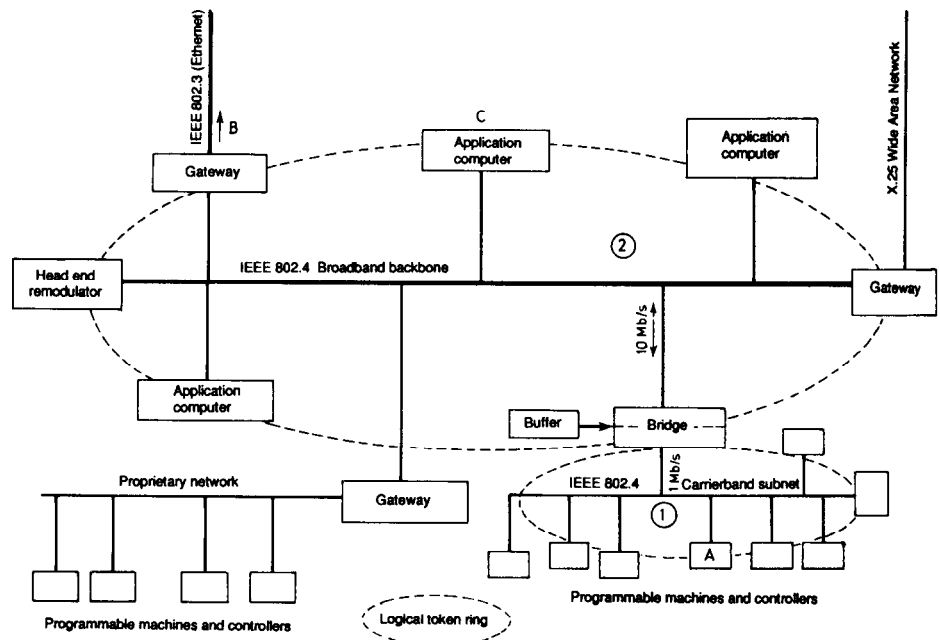 IEEE 802.3 (Ethernet)
B
C
X.25 Wide Area Network
Gateway
Application
computer
Application
computer
2
Head end
remodulator
IEEE 802.4 Broadband backbone
Gateway
10 Mb/s
Application
computer
Buffer
Bridge
1 Mb/s
Proprietary network
IEEE 802.4
Carrierband subnet
Gateway
1
A
Programmable machines and controllers
Programmable machines and controllers
Logical token ring